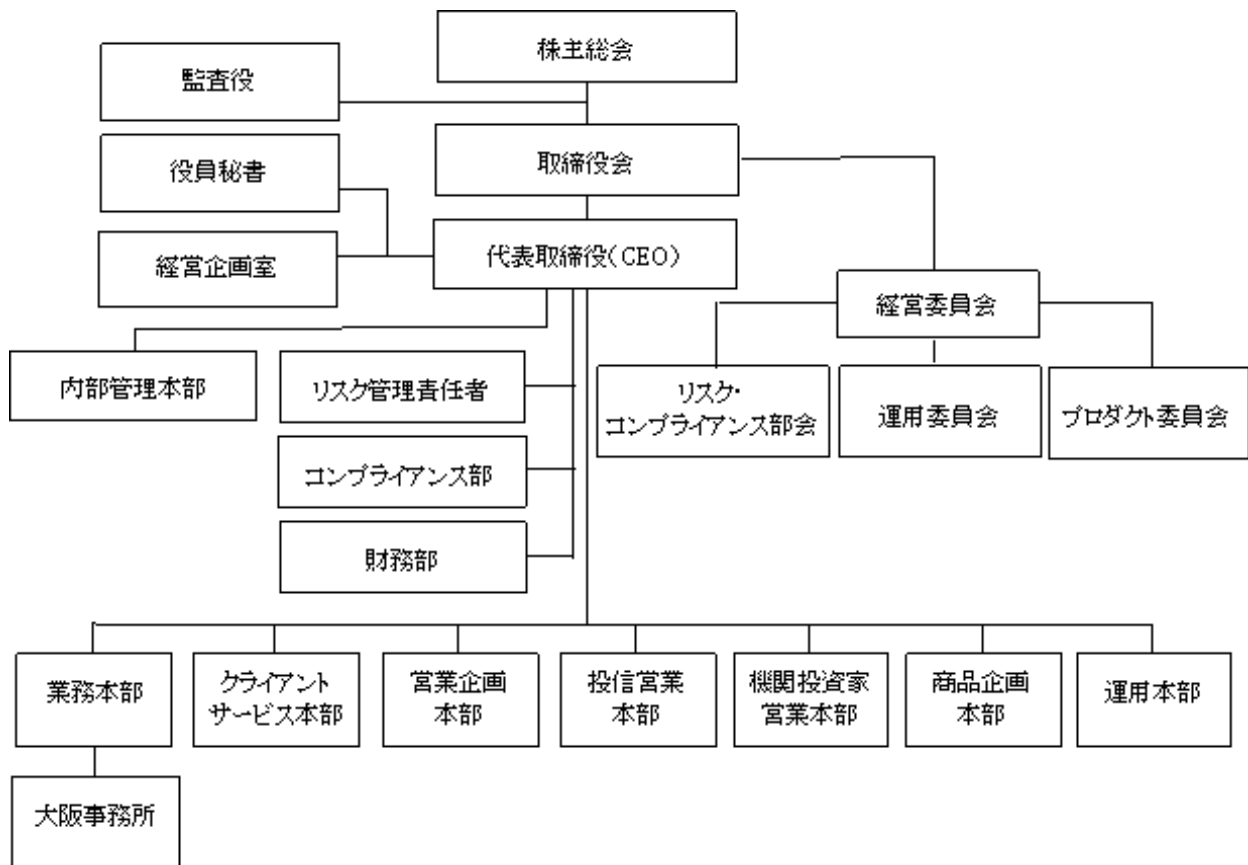 株主総会
監査役
取締役会
役員秘書
代表取締役(CEO)
経営企画室
経営委員会
内部管理本部
リスク管理責任者
リスク・
コンプライアンス部会
運用委員会
プロダクト委員会
コンプライアンス部
財務部
業務本部
クライアント
サービス本部
営業企画
本部
投信営業
本部
機関投資家
営業本部
商品企画
本部
運用本部
大阪事務所